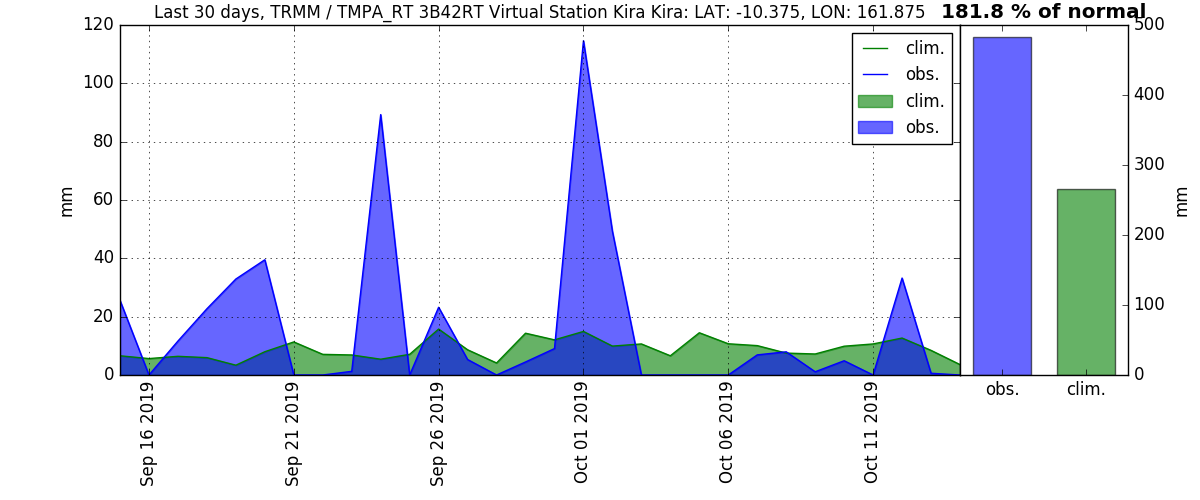 Last 30 days, TRMM / TMPA_RT 3B42RT Virtual Station Kira Kira: LAT: -10.375, LON: 161.875
181.8 % of normal
120
100
80
60
40
20
0
mm
clim.
obs.
clim.
obs.
Sep 16 2019
Sep 21 2019
Sep 26 2019
Oct 01 2019
Oct 06 2019
Oct 11 2019
500
400
300
200
100
0
mm
obs.
clim.